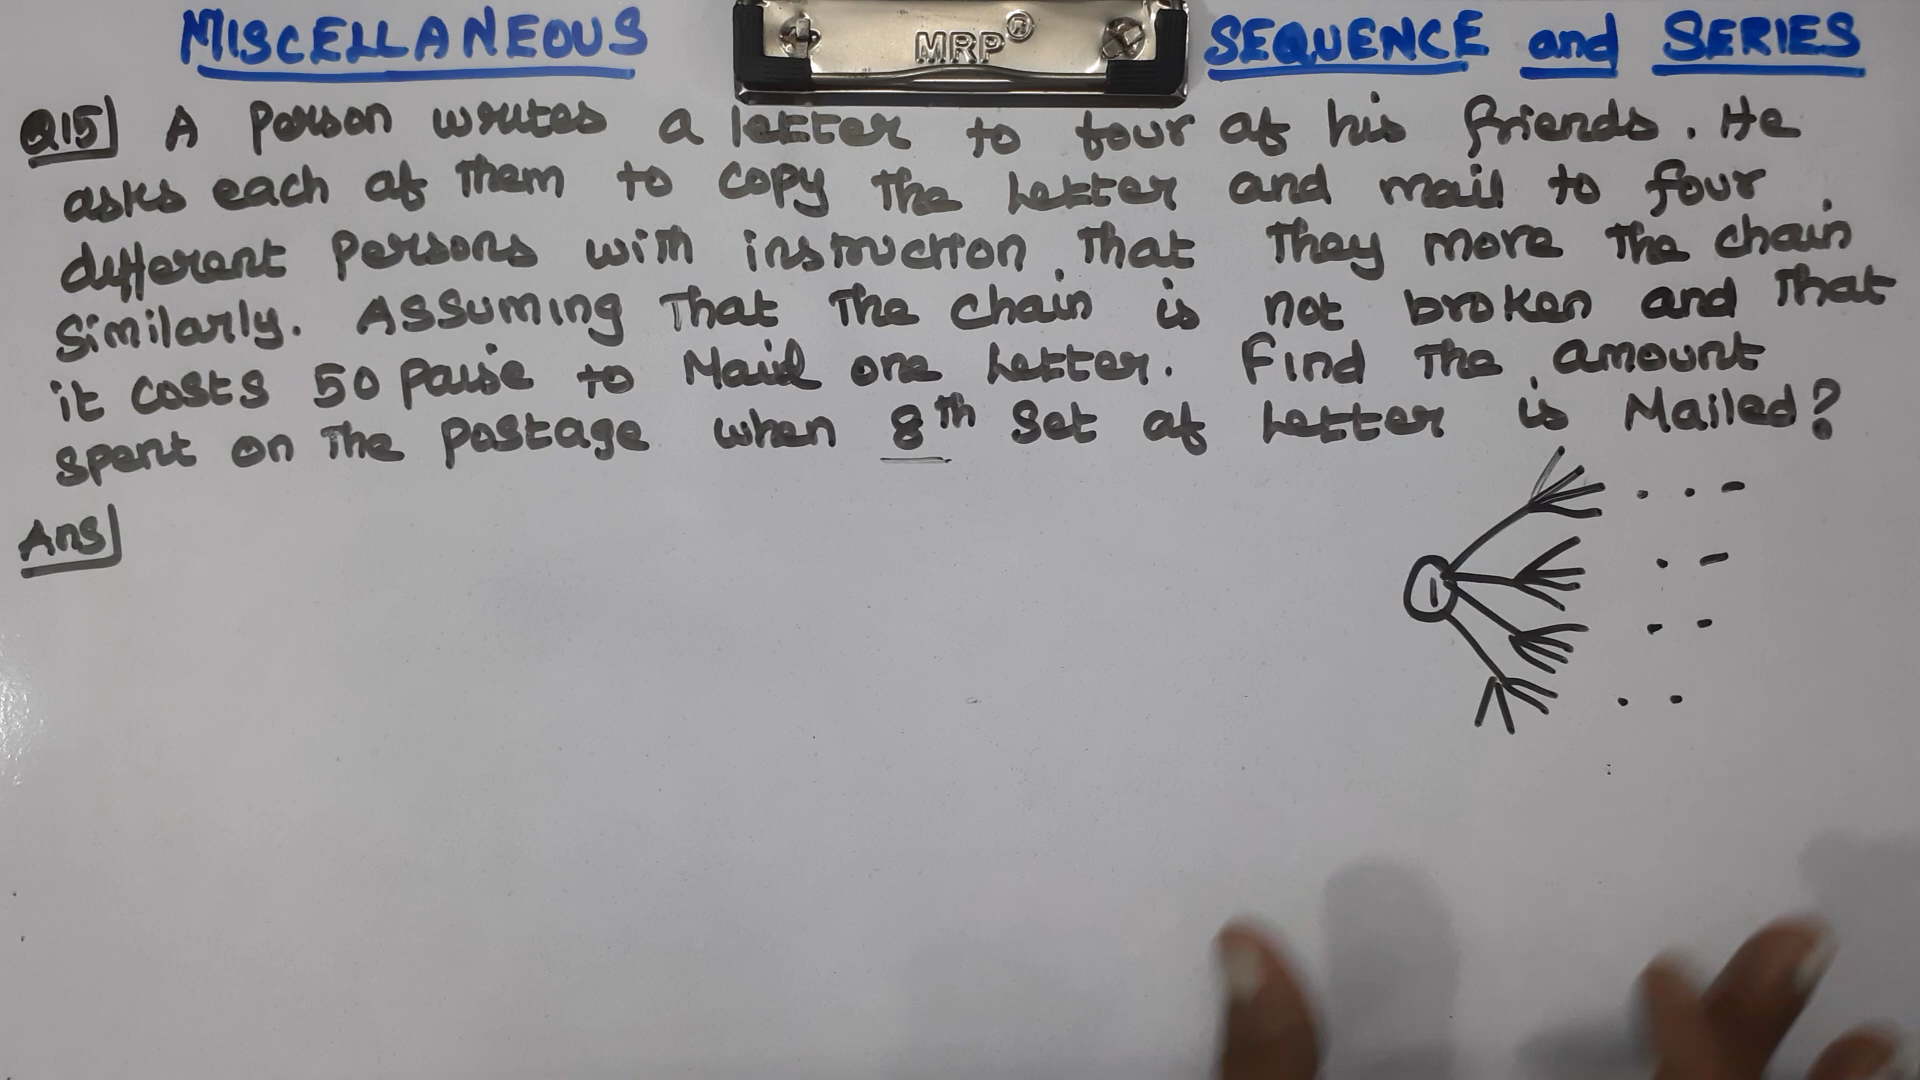 MISCELLANEOUS MRP® SEQUENCE and SERIES
Q15] A Person writes a letter to four of his friends. He
asks each of them to copy the letter and mail to four
different Persons with instruction that they more the chain
Similarly. Assuming that the chain is not broken and that
it costs 50 paise to Mail one letter. Find the amount
spent on the postage when 8th Set of letter is Mailed?
Ans]
1